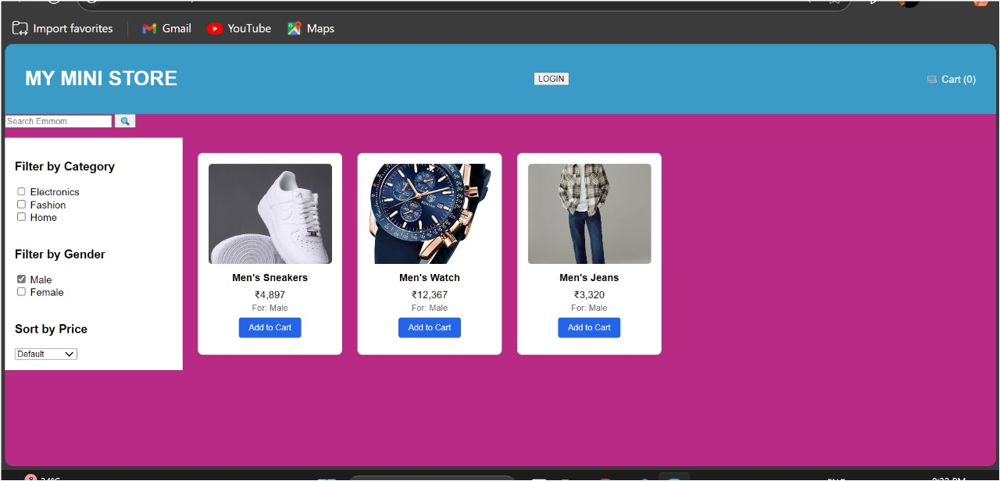 Import favorites Gmail YouTube Maps
MY MINI STORE LOGIN Cart (0)
Search Emmom...
Filter by Category
Electronics
Fashion
Home
Filter by Gender
Male
Female
Sort by Price
Default
Men's Sneakers
₹4,897
For: Male
Add to Cart
Men's Watch
₹12,367
For: Male
Add to Cart
Men's Jeans
₹3,320
For: Male
Add to Cart